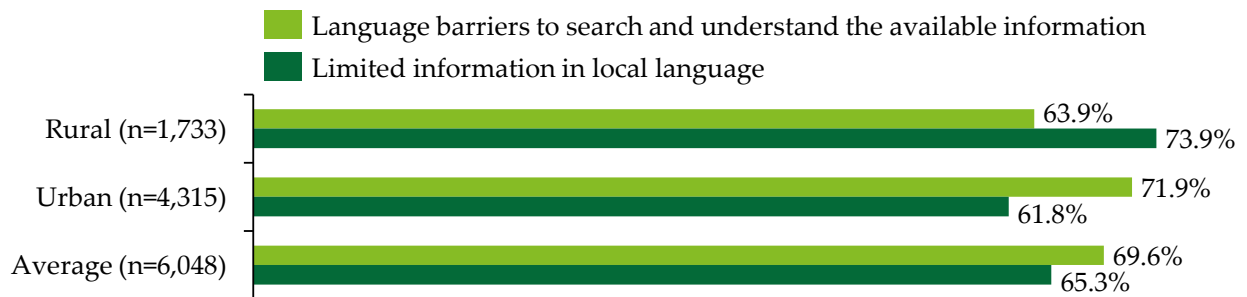 Language barriers to search and understand the available information
Limited information in local language
Rural (n=1,733)
63.9%
73.9%
Urban (n=4,315)
71.9%
61.8%
Average (n=6,048)
69.6%
65.3%